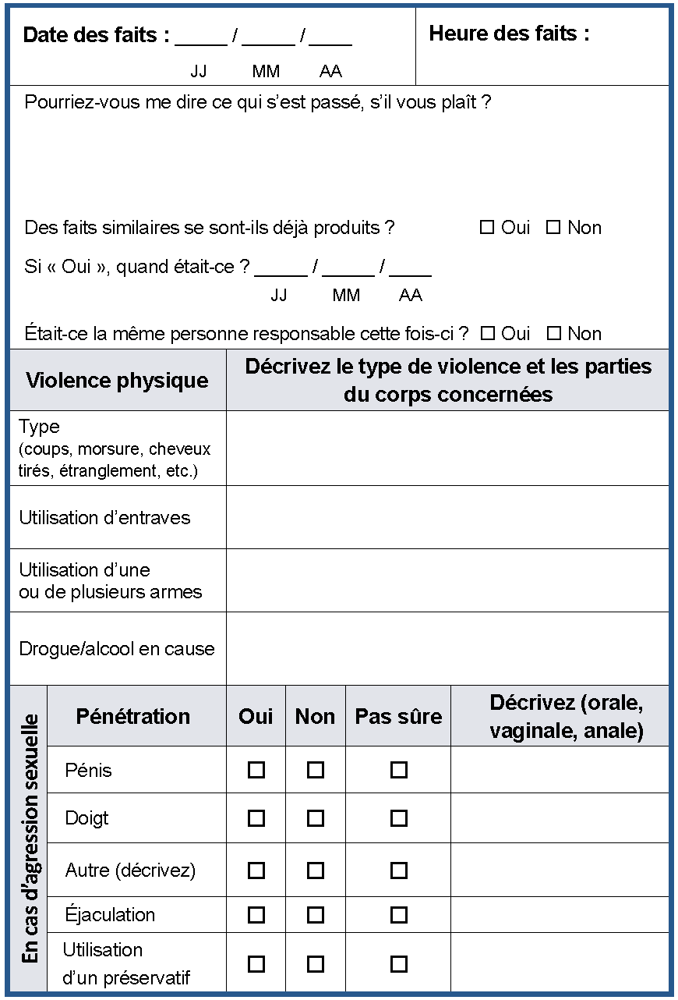 Date des faits : _____ / _____ / ____
JJ MM AA
Heure des faits :
Pourriez-vous me dire ce qui s’est passé, s’il vous plaît ?
Des faits similaires se sont-ils déjà produits ? ☐ Oui ☐ Non
Si « Oui », quand était-ce ? _____ / _____ / ____
JJ MM AA
Était-ce la même personne responsable cette fois-ci ? ☐ Oui ☐ Non
Violence physique
Décrivez le type de violence et les parties
du corps concernées
Type
(coups, morsure, cheveux
tirés, étranglement, etc.)
Utilisation d’entraves
Utilisation d’une
ou de plusieurs armes
Drogue/alcool en cause
En cas d’agression sexuelle
Pénétration
Oui
Non
Pas sûre
Décrivez (orale,
vaginale, anale)
Pénis ☐ ☐ ☐
Doigt ☐ ☐ ☐
Autre (décrivez) ☐ ☐ ☐
Éjaculation ☐ ☐ ☐
Utilisation
d’un préservatif ☐ ☐ ☐